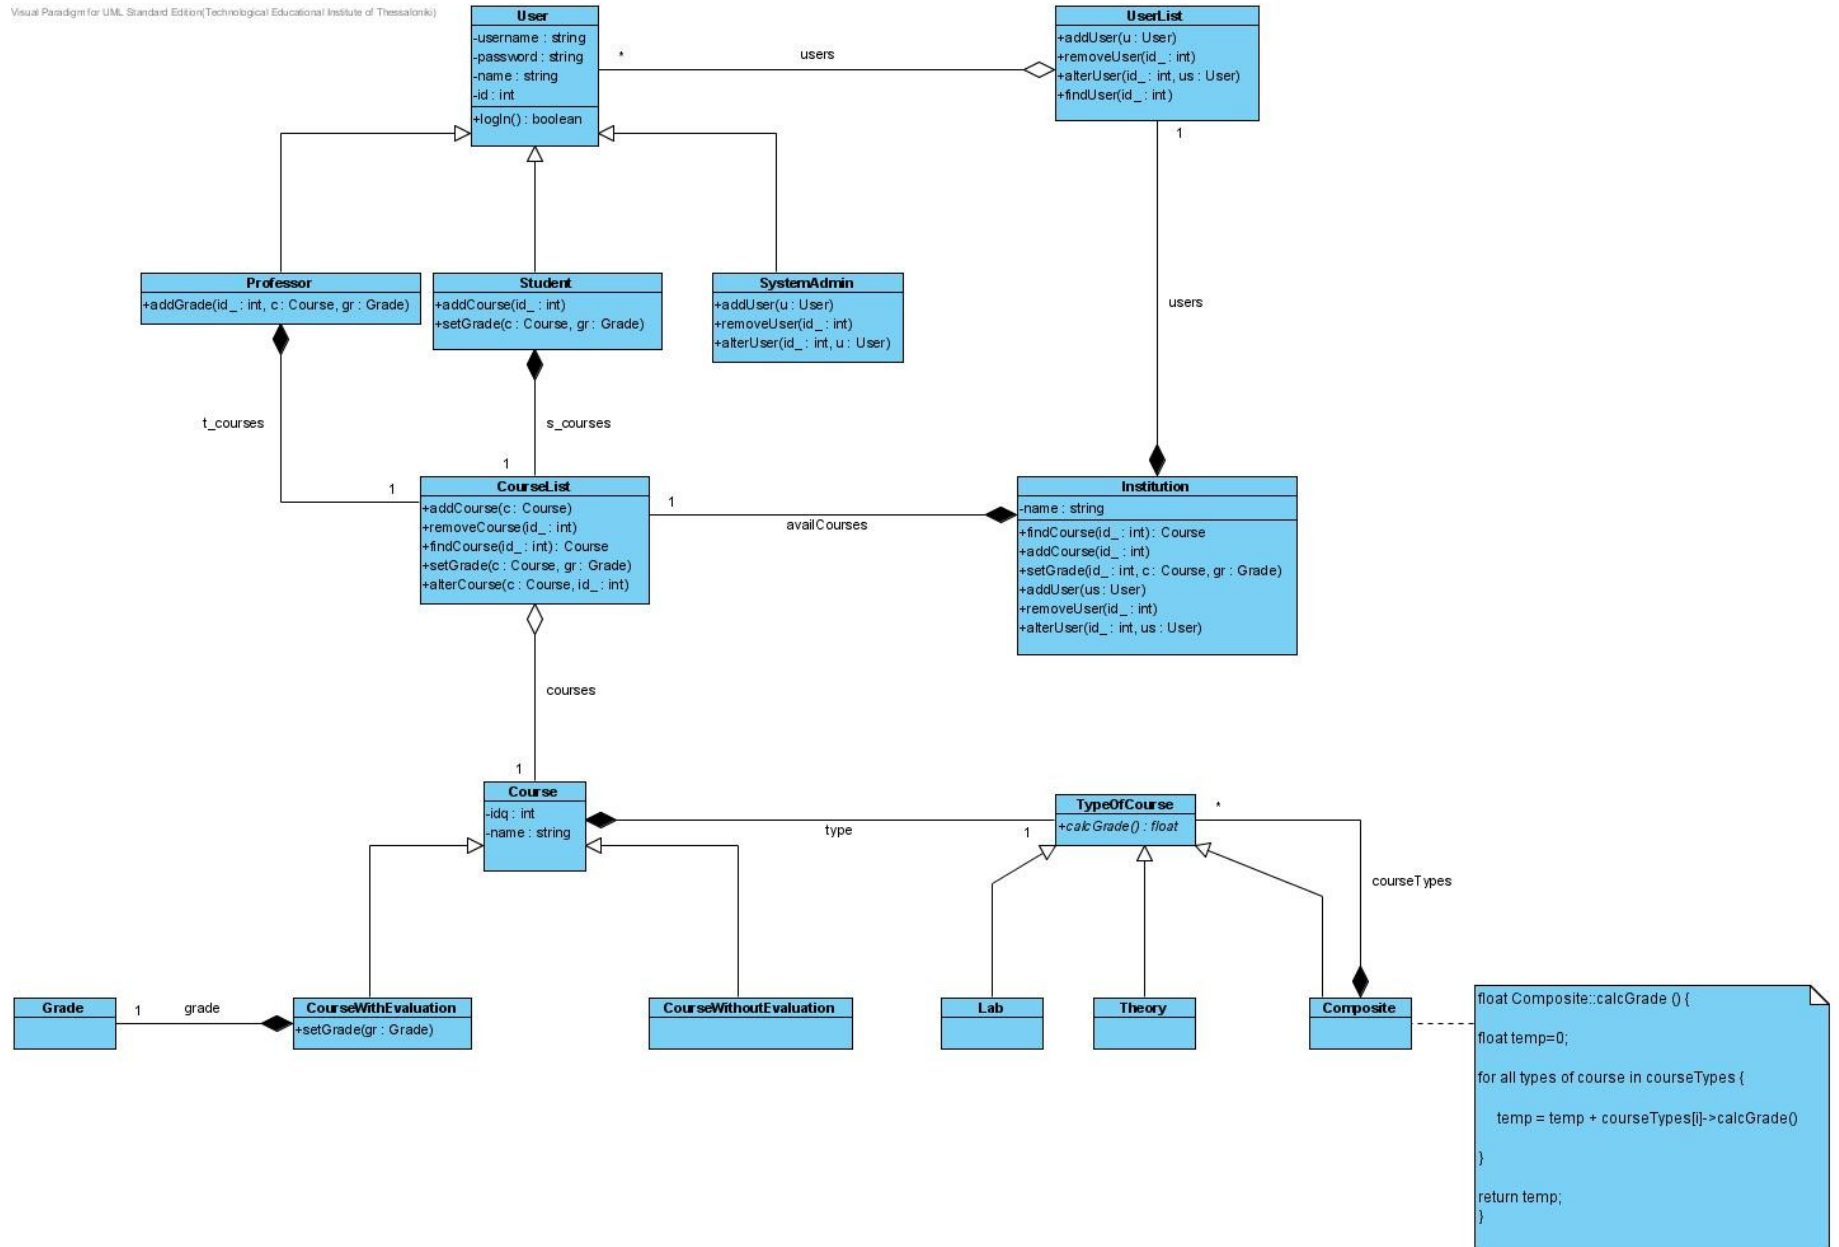 Visual Paradigm for UML Standard Edition(Technological Educational Institute of Thessaloniki)
User
-username : string
-password : string
-name : string
-id : int
+logIn() : boolean
*
users
UserList
+addUser(u : User)
+removeUser(id_ : int)
+alterUser(id_ : int, us : User)
+findUser(id_ : int)
1
users
Professor
+addGrade(id_ : int, c : Course, gr : Grade)
Student
+addCourse(id_ : int)
+setGrade(c : Course, gr : Grade)
SystemAdmin
+addUser(u : User)
+removeUser(id_ : int)
+alterUser(id_ : int, u : User)
t_courses
1
s_courses
1
CourseList
+addCourse(c : Course)
+removeCourse(id_ : int)
+findCourse(id_ : int) : Course
+setGrade(c : Course, gr : Grade)
+alterCourse(c : Course, id_ : int)
1
availCourses
Institution
-name : string
+findCourse(id_ : int) : Course
+addCourse(id_ : int)
+setGrade(id_ : int, c : Course, gr : Grade)
+addUser(us : User)
+removeUser(id_ : int)
+alterUser(id_ : int, us : User)
courses
1
Course
-idq : int
-name : string
type
1
TypeOfCourse
+calcGrade() : float
*
courseTypes
Grade
1
grade
CourseWithEvaluation
+setGrade(gr : Grade)
CourseWithoutEvaluation
Lab
Theory
Composite
float Composite::calcGrade () {
float temp=0;
for all types of course in courseTypes {
temp = temp + courseTypes[i]->calcGrade()
}
return temp;
}